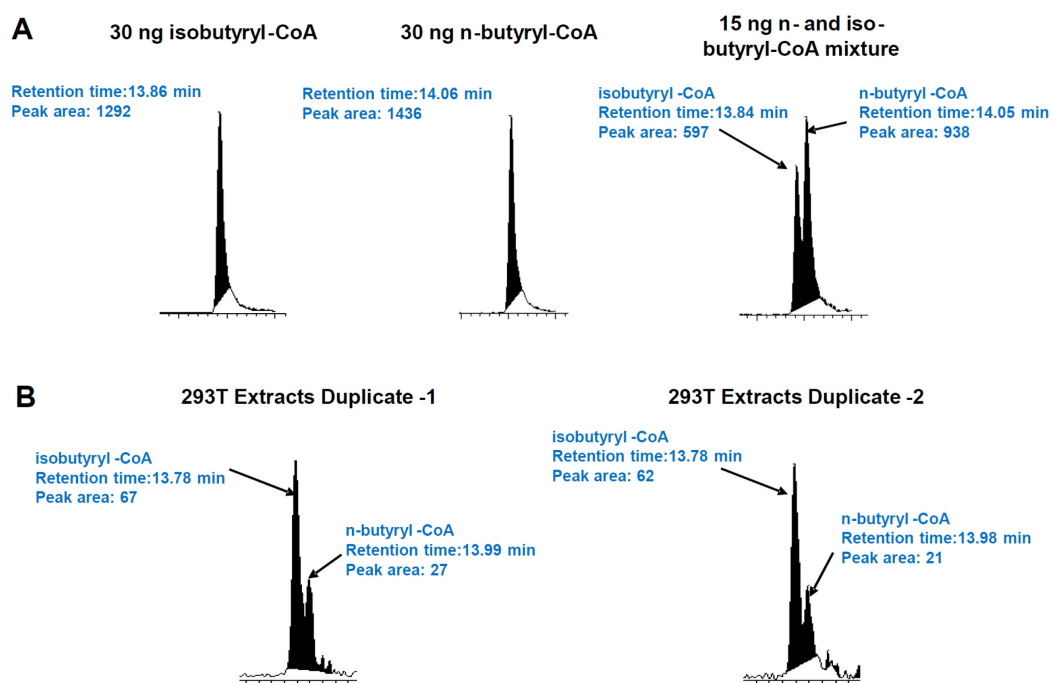 A
30 ng isobutyryl-CoA
Retention time:13.86 min
Peak area: 1292
30 ng n-butyryl-CoA
Retention time:14.06 min
Peak area: 1436
15 ng n- and iso-
butyryl-CoA mixture
isobutyryl -CoA
Retention time:13.84 min
Peak area: 597
n-butyryl -CoA
Retention time:14.05 min
Peak area: 938
B
293T Extracts Duplicate -1
isobutyryl -CoA
Retention time:13.78 min
Peak area: 67
n-butyryl -CoA
Retention time:13.99 min
Peak area: 27
293T Extracts Duplicate -2
isobutyryl -CoA
Retention time:13.78 min
Peak area: 62
n-butyryl -CoA
Retention time:13.98 min
Peak area: 21